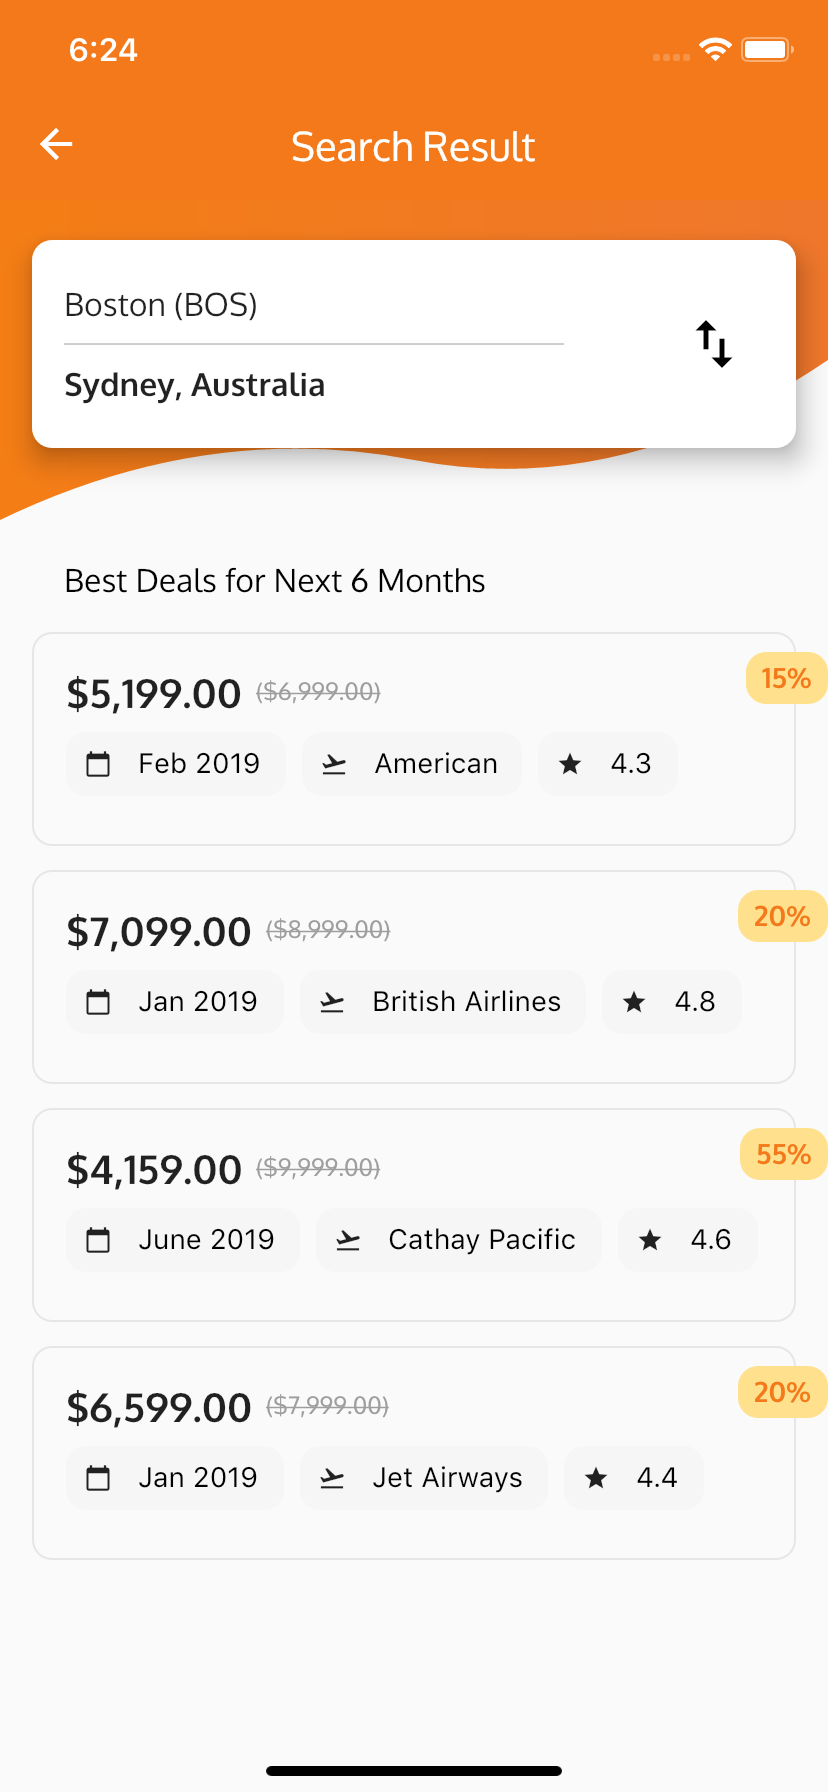 6:24
Search Result
Boston (BOS)
Sydney, Australia
Best Deals for Next 6 Months
$5,199.00 ($6,999.00) 15%
Feb 2019 American 4.3
$7,099.00 ($8,999.00) 20%
Jan 2019 British Airlines 4.8
$4,159.00 ($9,999.00) 55%
June 2019 Cathay Pacific 4.6
$6,599.00 ($7,999.00) 20%
Jan 2019 Jet Airways 4.4